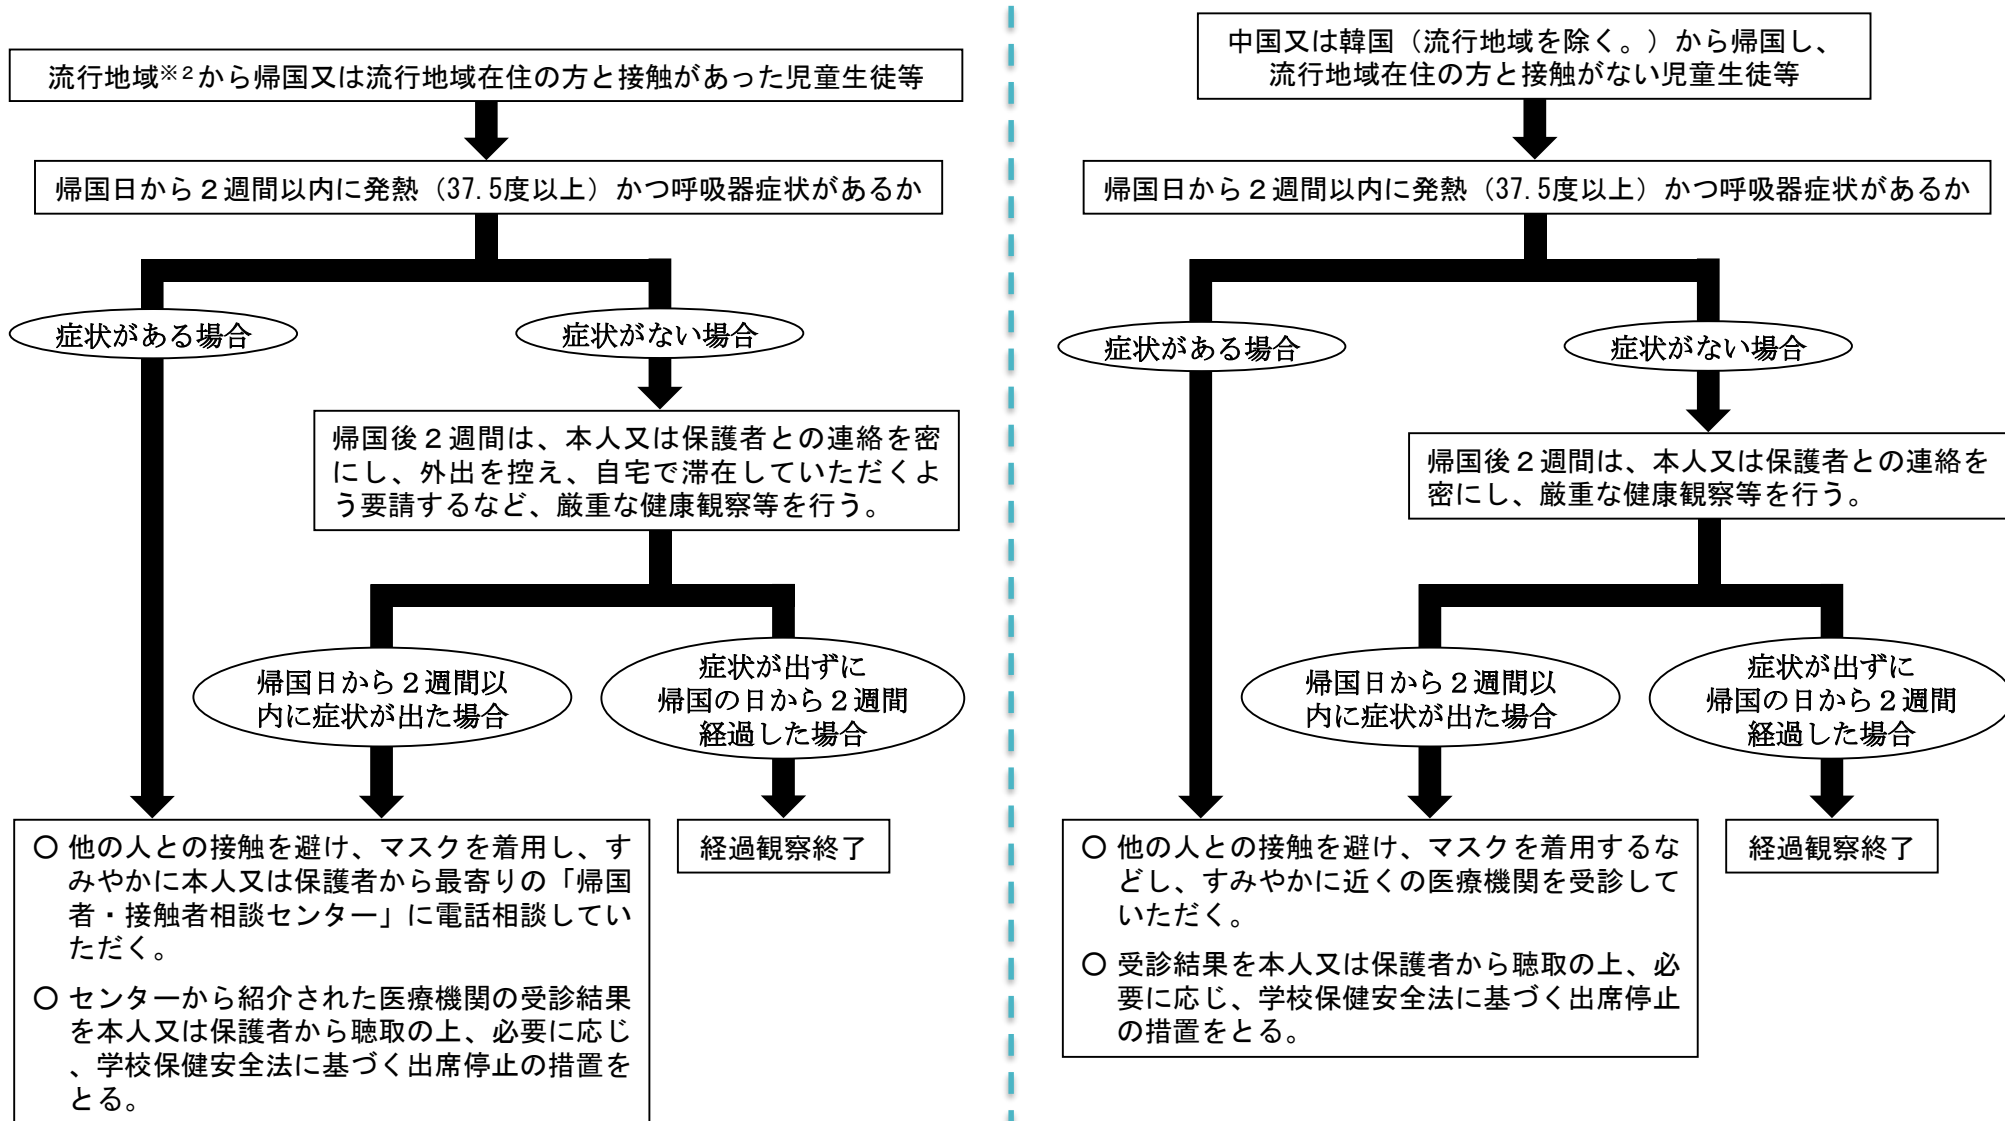 流行地域※２から帰国又は流行地域在住の方と接触があった児童生徒等
帰国日から２週間以内に発熱（37.5度以上）かつ呼吸器症状があるか
症状がある場合
症状がない場合
帰国後２週間は、本人又は保護者との連絡を密
にし、外出を控え、自宅で滞在していただくよ
う要請するなど、厳重な健康観察等を行う。
帰国日から２週間以
内に症状が出た場合
症状が出ずに
帰国の日から２週間
経過した場合
〇 他の人との接触を避け、マスクを着用し、す
みやかに本人又は保護者から最寄りの「帰国
者・接触者相談センター」に電話相談してい
ただく。
〇 センターから紹介された医療機関の受診結果
を本人又は保護者から聴取の上、必要に応じ
、学校保健安全法に基づく出席停止の措置を
とる。
経過観察終了
中国又は韓国（流行地域を除く。）から帰国し、
流行地域在住の方と接触がない児童生徒等
帰国日から２週間以内に発熱（37.5度以上）かつ呼吸器症状があるか
症状がある場合
症状がない場合
帰国後２週間は、本人又は保護者との連絡を
密にし、厳重な健康観察等を行う。
帰国日から２週間以
内に症状が出た場合
症状が出ずに
帰国の日から２週間
経過した場合
〇 他の人との接触を避け、マスクを着用するな
どし、すみやかに近くの医療機関を受診して
いただく。
〇 受診結果を本人又は保護者から聴取の上、必
要に応じ、学校保健安全法に基づく出席停止
の措置をとる。
経過観察終了